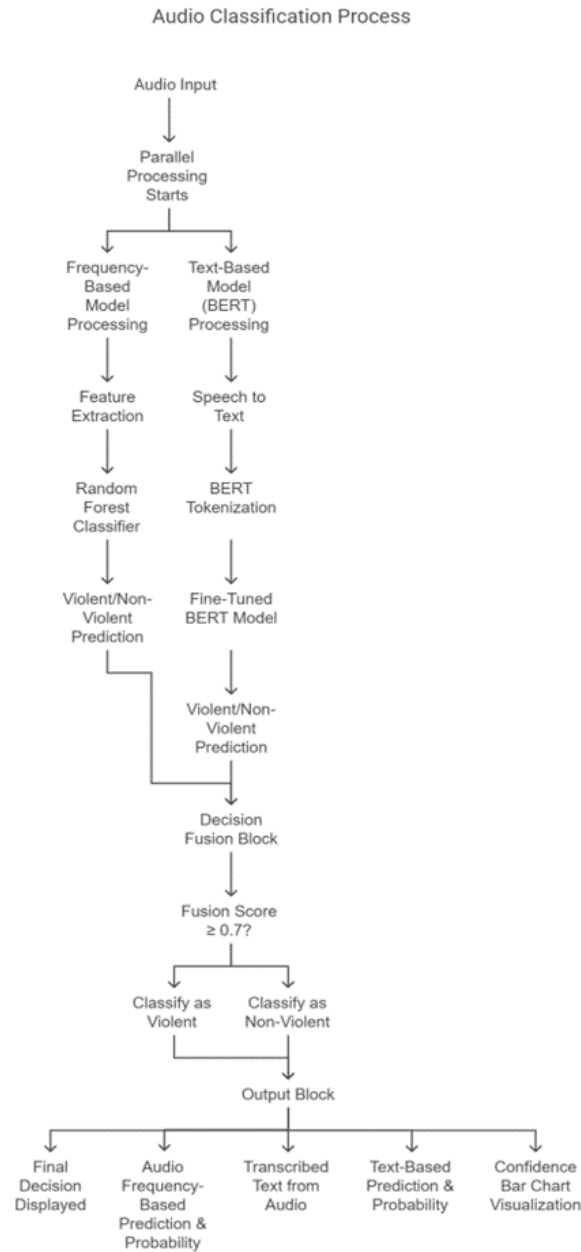 Audio Classification Process
Audio Input
Parallel
Processing
Starts
Frequency-
Based
Model
Processing
Text-Based
Model
(BERT)
Processing
Feature
Extraction
Speech to
Text
Random
Forest
Classifier
BERT
Tokenization
Violent/Non-
Violent
Prediction
Fine-Tuned
BERT Model
Violent/Non-
Violent
Prediction
Decision
Fusion Block
Fusion Score
≥ 0.7?
Classify as
Violent
Classify as
Non-Violent
Output Block
Final
Decision
Displayed
Audio
Frequency-
Based
Prediction &
Probability
Transcribed
Text from
Audio
Text-Based
Prediction &
Probability
Confidence
Bar Chart
Visualization